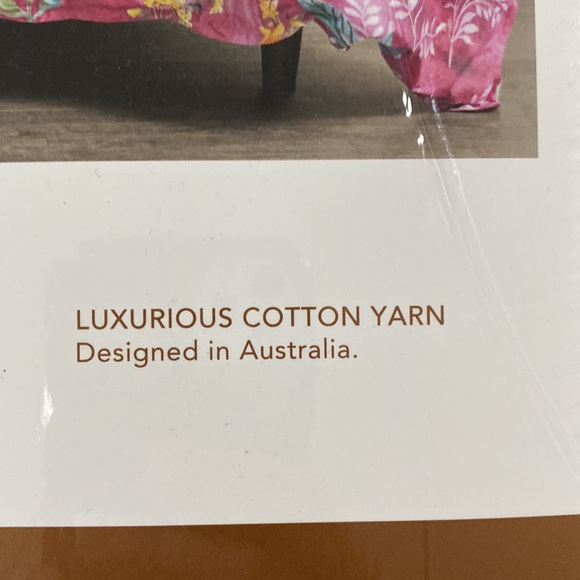 LUXURIOUS COTTON YARN
Designed in Australia.